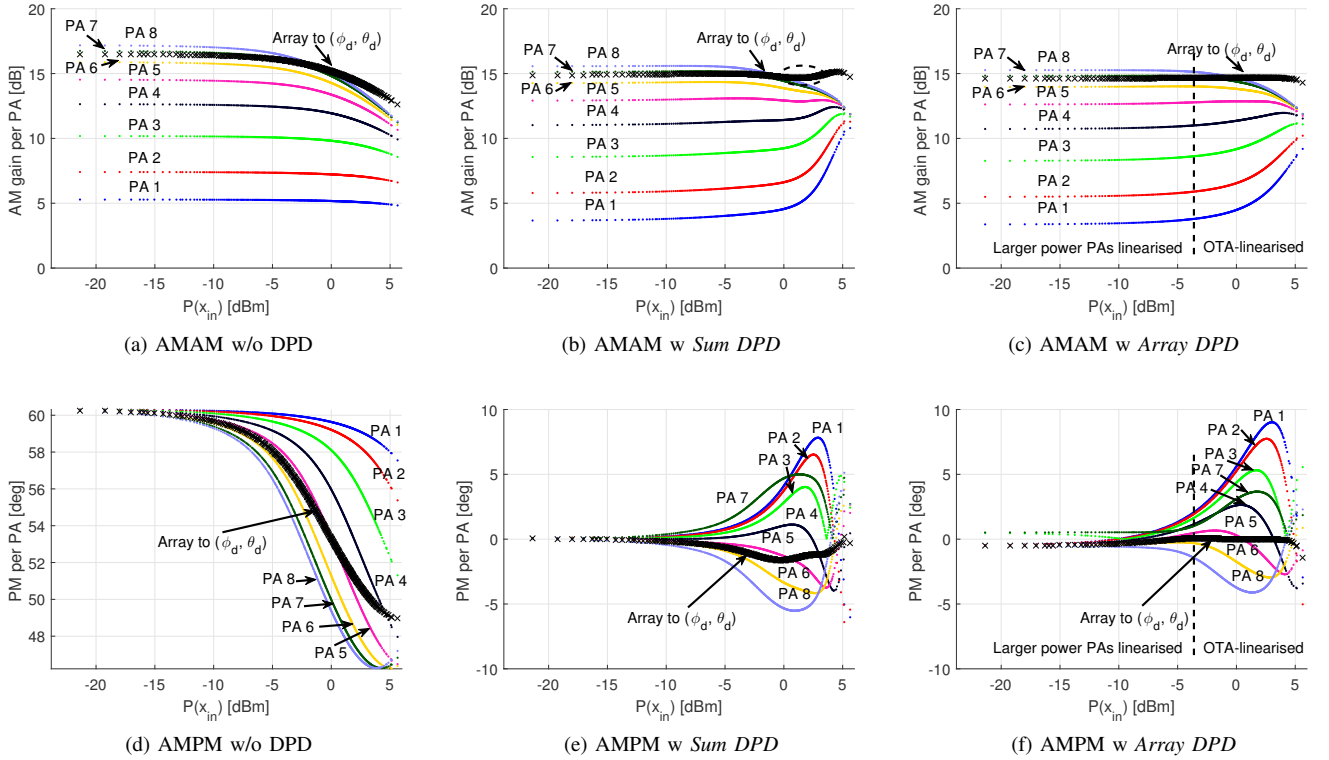 AM gain per PA [dB]
20
15
10
5
0
PA 7
PA 8
Array to (ϕd, θd)
PA 6
PA 5
PA 4
PA 3
PA 2
PA 1
-20 -15 -10 -5 0 5
P(xin) [dBm]
(a) AMAM w/o DPD
AM gain per PA [dB]
20
15
10
5
0
PA 7
PA 8
Array to (ϕd, θd)
PA 6
PA 5
PA 4
PA 3
PA 2
PA 1
-20 -15 -10 -5 0 5
P(xin) [dBm]
(b) AMAM w Sum DPD
AM gain per PA [dB]
20
15
10
5
0
PA 7
PA 8
Array to (ϕd, θd)
PA 6
PA 5
PA 4
PA 3
PA 2
PA 1
Larger power PAs linearised
OTA-linearised
-20 -15 -10 -5 0 5
P(xin) [dBm]
(c) AMAM w Array DPD
PM per PA [deg]
60
58
56
54
52
50
48
PA 1
PA 2
PA 3
Array to (ϕd, θd)
PA 8
PA 4
PA 7
PA 6
PA 5
-20 -15 -10 -5 0 5
P(xin) [dBm]
(d) AMPM w/o DPD
PM per PA [deg]
10
5
0
-5
-10
PA 1
PA 2
PA 3
PA 7
PA 4
PA 5
PA 6
PA 8
Array to (ϕd, θd)
-20 -15 -10 -5 0 5
P(xin) [dBm]
(e) AMPM w Sum DPD
PM per PA [deg]
10
5
0
-5
-10
PA 1
PA 2
PA 3
PA 7
PA 4
PA 5
PA 6
PA 8
Array to (ϕd, θd)
Larger power PAs linearised
OTA-linearised
-20 -15 -10 -5 0 5
P(xin) [dBm]
(f) AMPM w Array DPD